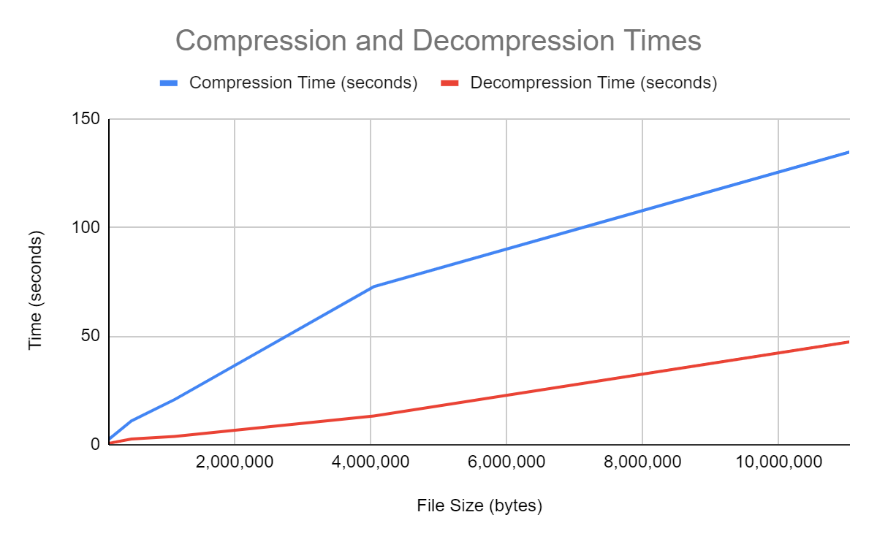 Compression and Decompression Times
Compression Time (seconds) Decompression Time (seconds)
150
100
50
0
Time (seconds)
2,000,000 4,000,000 6,000,000 8,000,000 10,000,000
File Size (bytes)